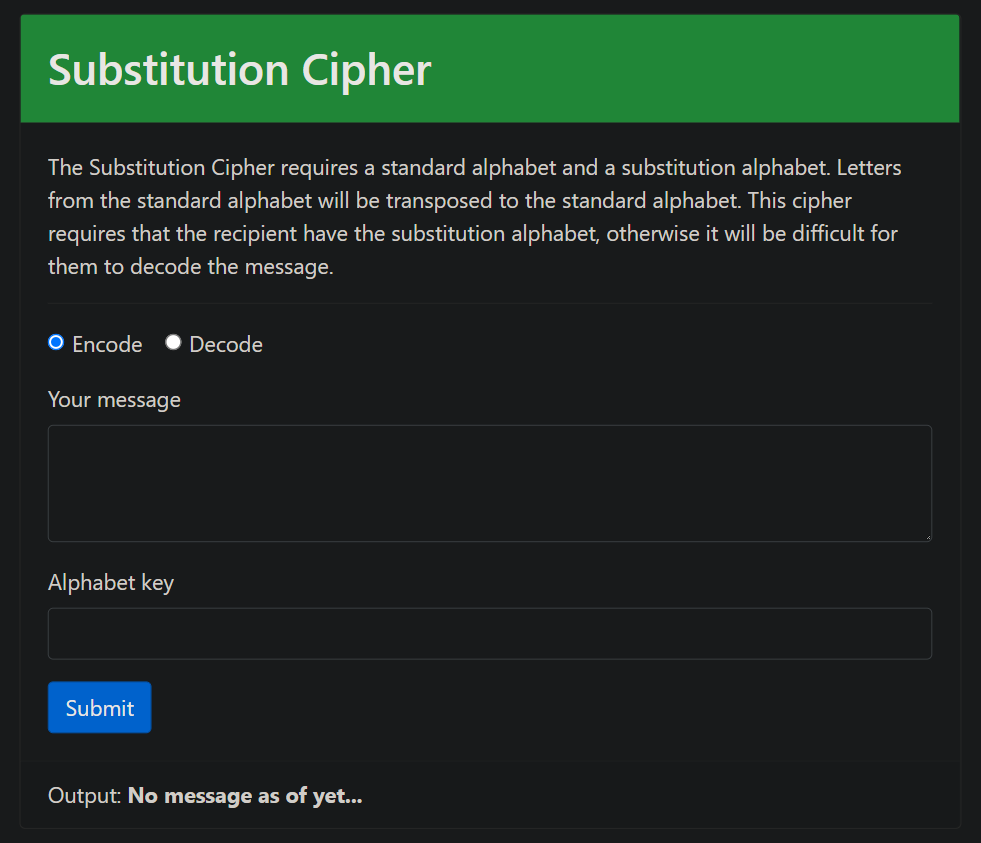 Substitution Cipher
The Substitution Cipher requires a standard alphabet and a substitution alphabet. Letters
from the standard alphabet will be transposed to the standard alphabet. This cipher
requires that the recipient have the substitution alphabet, otherwise it will be difficult for
them to decode the message.
Encode Decode
Your message
Alphabet key
Submit
Output: No message as of yet...